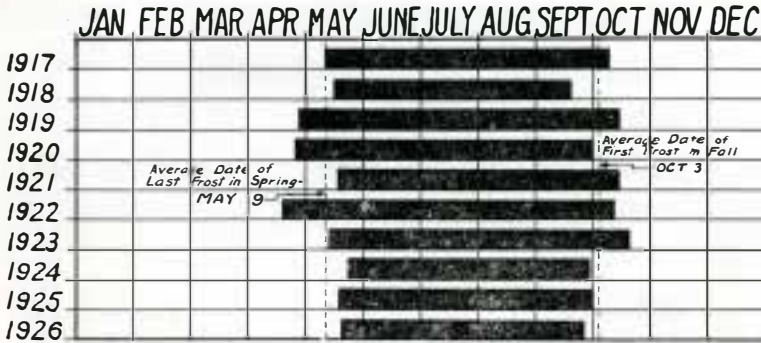 JAN FEB MAR APR MAY JUNE JULY AUG SEPT OCT NOV DEC
1917
1918
1919
1920
Average Date of
First Frost in Fall
OCT 3
1921
Average Date of
Last Frost in Spring-
MAY 9
1922
1923
1924
1925
1926